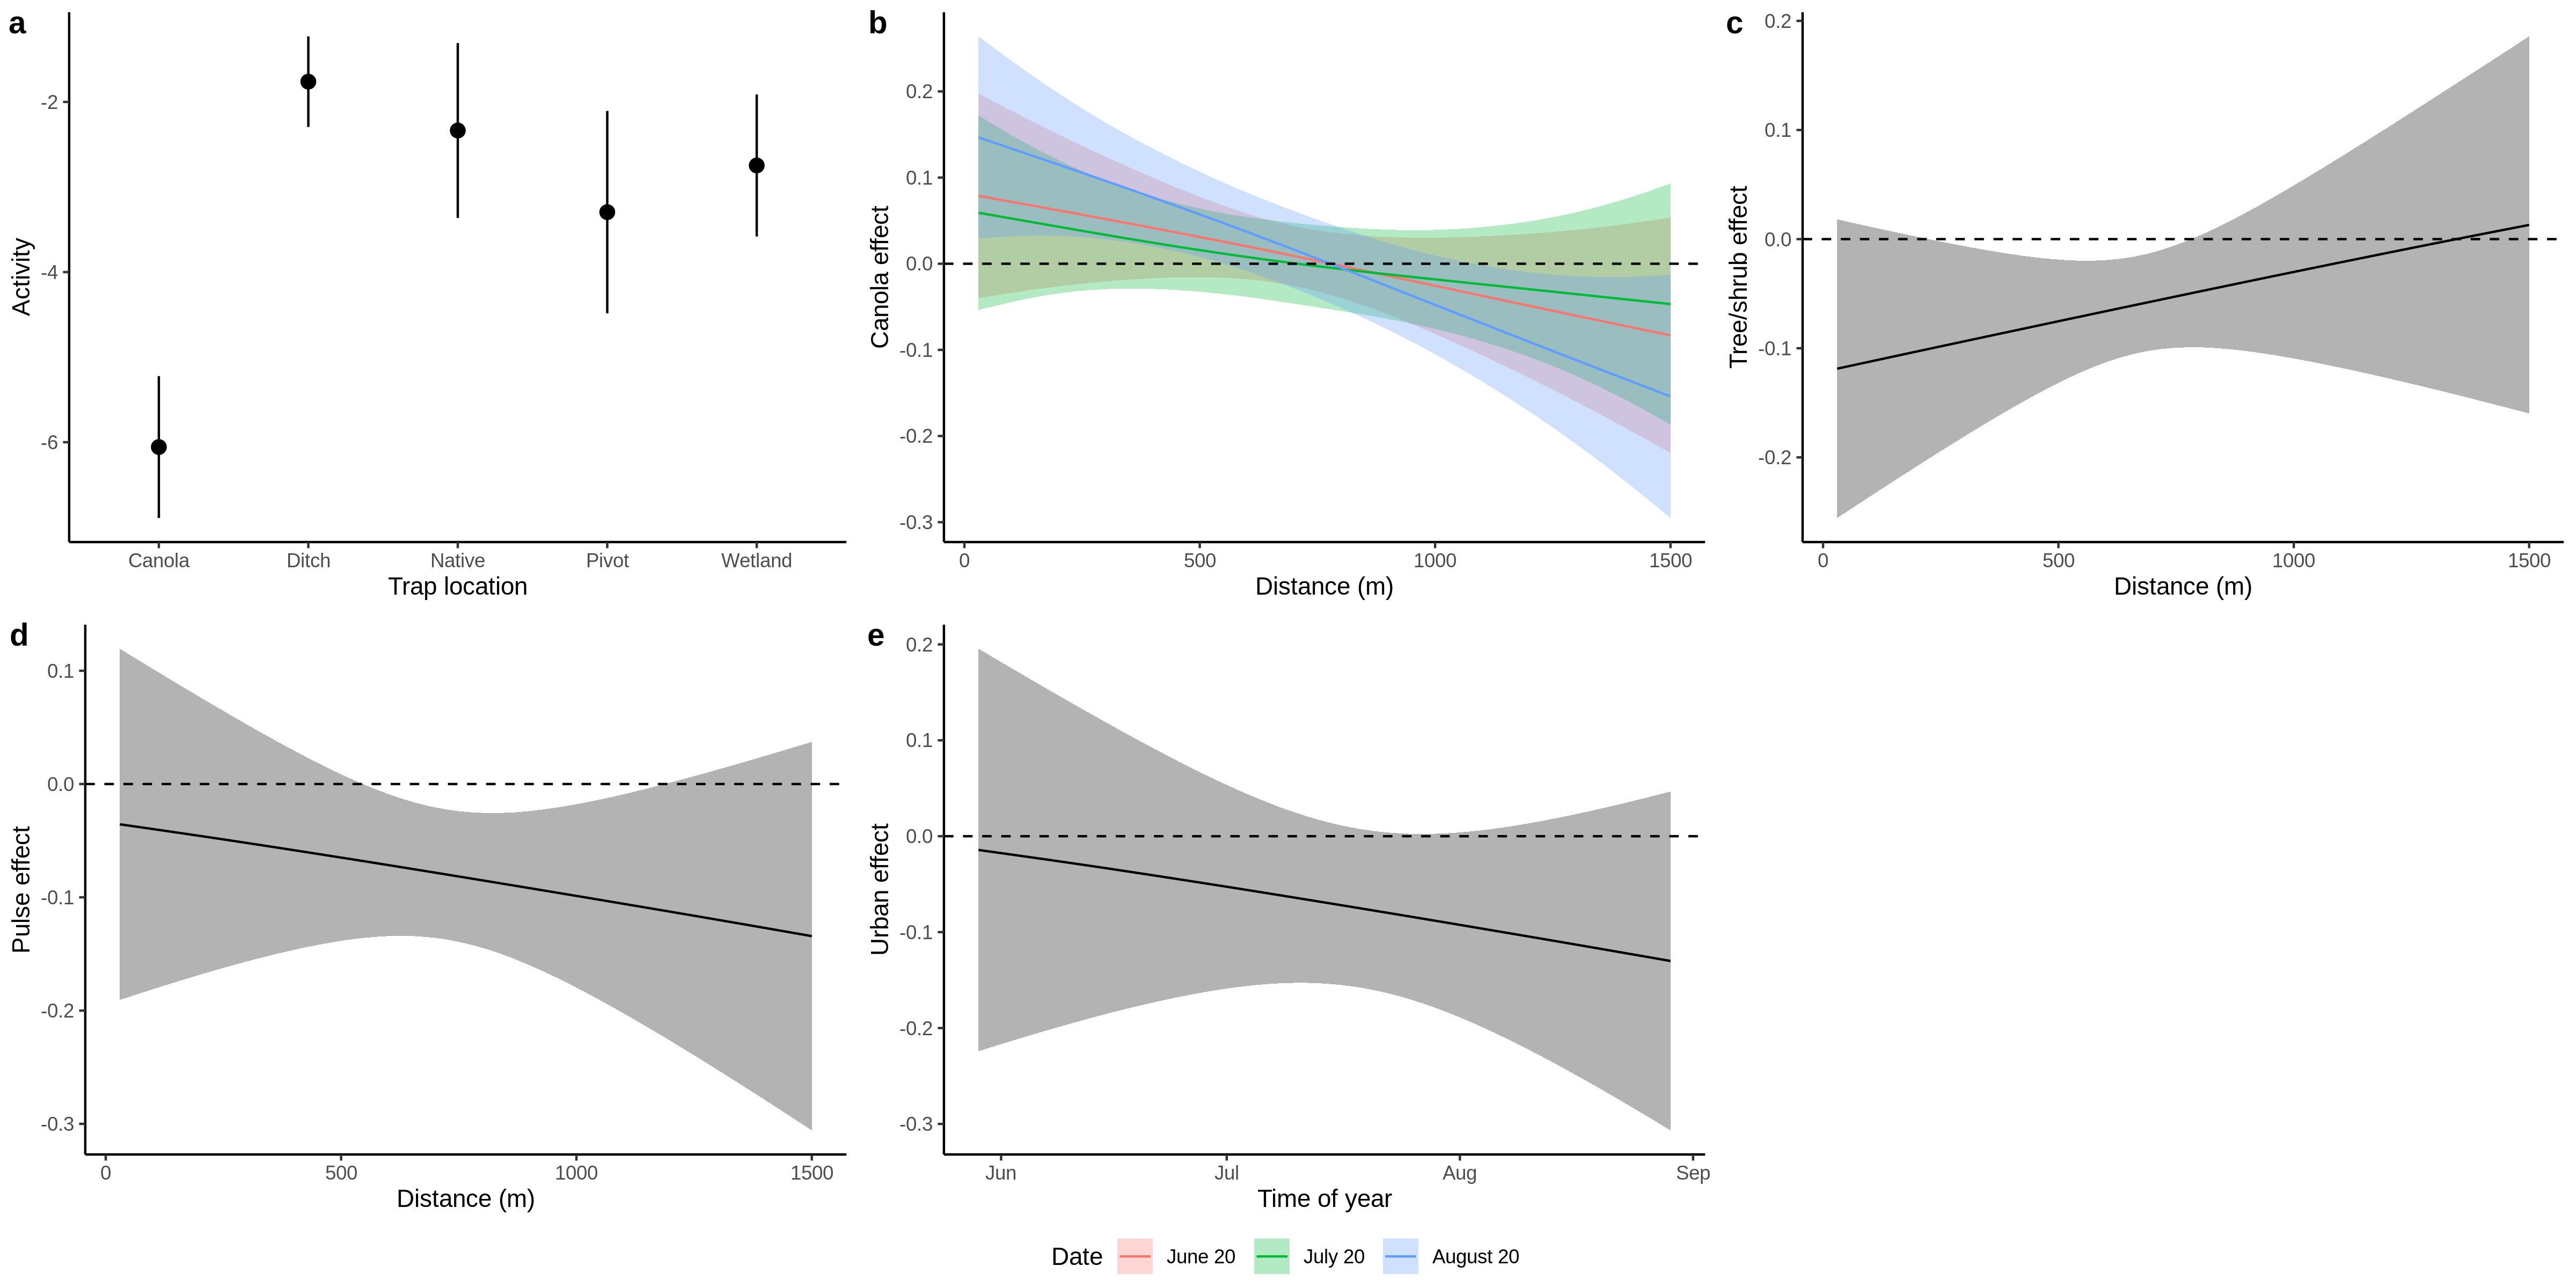 a
-2
-4
-6
Activity
Canola Ditch Native Pivot Wetland
Trap location
b
0.2
0.1
0.0
-0.1
-0.2
-0.3
Canola effect
0 500 1000 1500
Distance (m)
c
0.2
0.1
0.0
-0.1
-0.2
Tree/shrub effect
0 500 1000 1500
Distance (m)
d
0.1
0.0
-0.1
-0.2
-0.3
Pulse effect
0 500 1000 1500
Distance (m)
e
0.2
0.1
0.0
-0.1
-0.2
-0.3
Urban effect
Jun Jul Aug Sep
Time of year
Date June 20 July 20 August 20